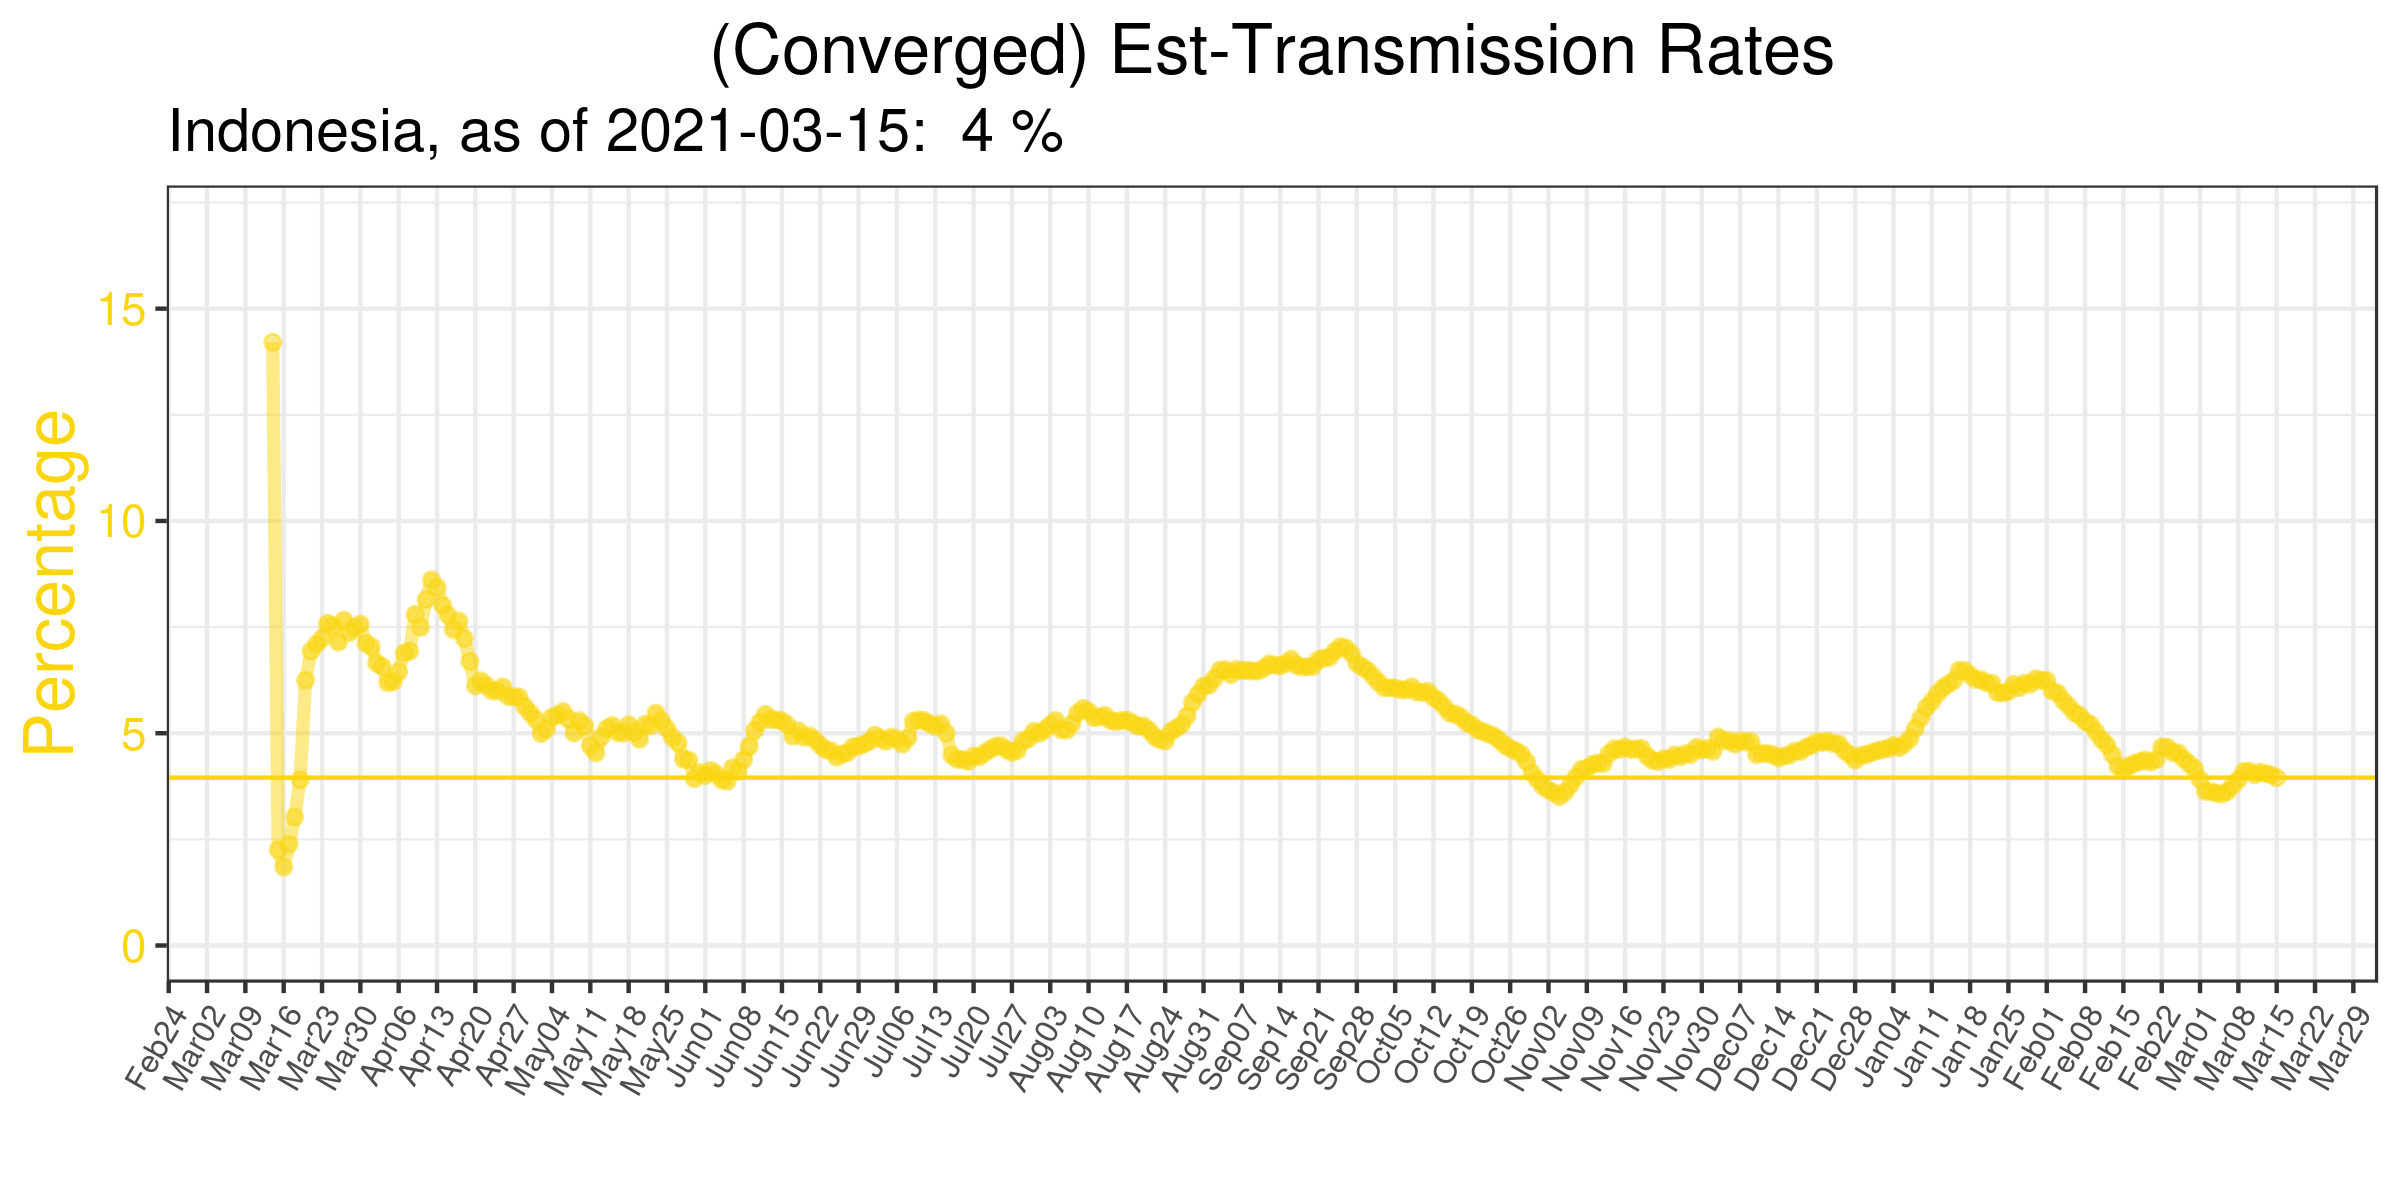 (Converged) Est-Transmission Rates
Indonesia, as of 2021-03-15:  4 %
Percentage
15
10
5
0
Feb24
Mar02
Mar09
Mar16
Mar23
Mar30
Apr06
Apr13
Apr20
Apr27
May04
May11
May18
May25
Jun01
Jun08
Jun15
Jun22
Jun29
Jul06
Jul13
Jul20
Jul27
Aug03
Aug10
Aug17
Aug24
Aug31
Sep07
Sep14
Sep21
Sep28
Oct05
Oct12
Oct19
Oct26
Nov02
Nov09
Nov16
Nov23
Nov30
Dec07
Dec14
Dec21
Dec28
Jan04
Jan11
Jan18
Jan25
Feb01
Feb08
Feb15
Feb22
Mar01
Mar08
Mar15
Mar22
Mar29